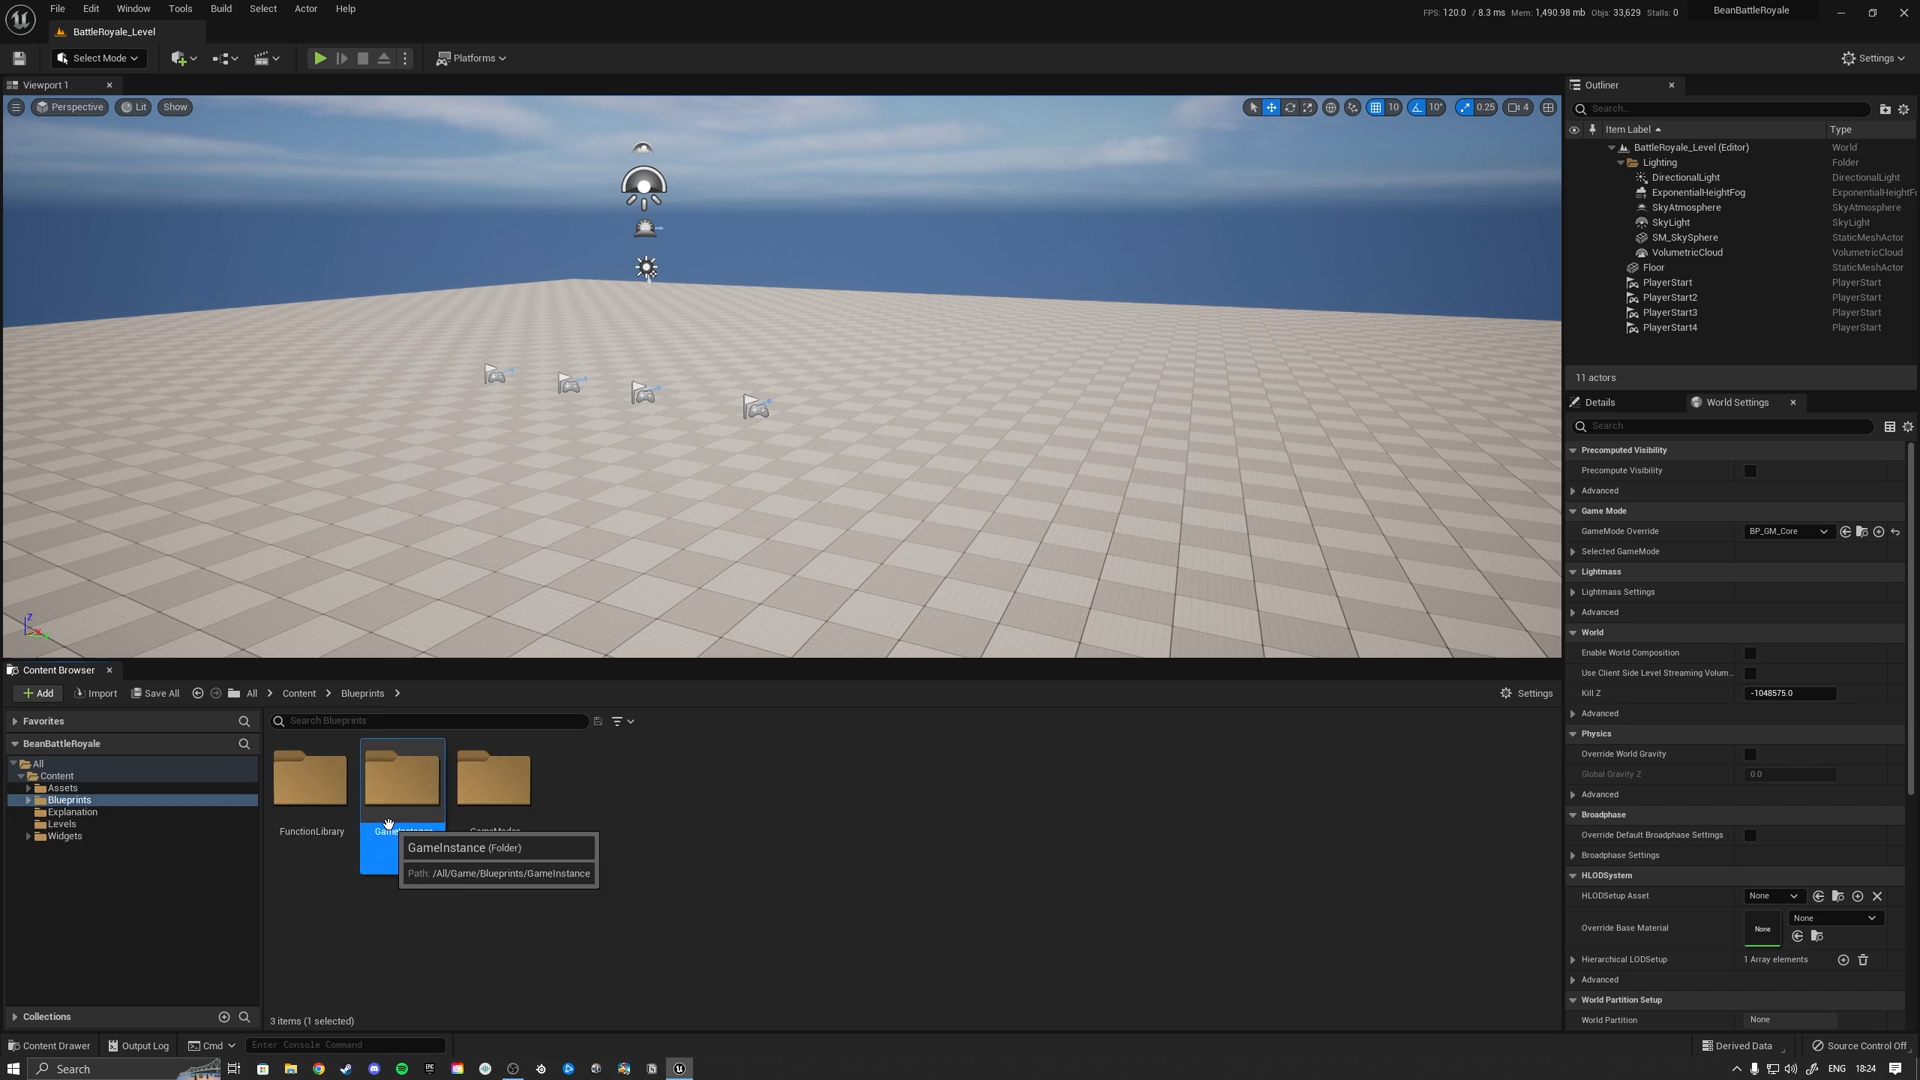 File Edit Window Tools Build Select Actor Help
FPS: 120.0 / 8.3 ms Mem: 1,490.98 mb Objs: 33,629 Stalls: 0
BeanBattleRoyale
BattleRoyale_Level
Select Mode
Platforms
Settings
Viewport 1
Perspective Lit Show
10 10° 0.25 4
Outliner
Search...
Item Label Type
BattleRoyale_Level (Editor) World
Lighting Folder
DirectionalLight DirectionalLight
ExponentialHeightFog ExponentialHeightF
SkyAtmosphere SkyAtmosphere
SkyLight SkyLight
SM_SkySphere StaticMeshActor
VolumetricCloud VolumetricCloud
Floor StaticMeshActor
PlayerStart PlayerStart
PlayerStart2 PlayerStart
PlayerStart3 PlayerStart
PlayerStart4 PlayerStart
11 actors
Details World Settings
Search
Precomputed Visibility
Precompute Visibility
Advanced
Game Mode
GameMode Override BP_GM_Core
Selected GameMode
Lightmass
Lightmass Settings
Advanced
World
Enable World Composition
Use Client Side Level Streaming Volum...
Kill Z -1048575.0
Advanced
Physics
Override World Gravity
Global Gravity Z 0.0
Advanced
Broadphase
Override Default Broadphase Settings
Broadphase Settings
HLODSystem
HLODSetup Asset None
Override Base Material None None
Hierarchical LODSetup 1 Array elements
Advanced
World Partition Setup
World Partition None
Z
X
Content Browser
Add Import Save All All Content Blueprints
Settings
Favorites
Search Blueprints
BeanBattleRoyale
All
Content
Assets
Blueprints
Explanation
Levels
Widgets
FunctionLibrary GameInstance GameModes
GameInstance (Folder)
Path: /All/Game/Blueprints/GameInstance
Collections
3 items (1 selected)
Content Drawer Output Log Cmd Enter Console Command
Derived Data Source Control Off
Search
ENG 18:24